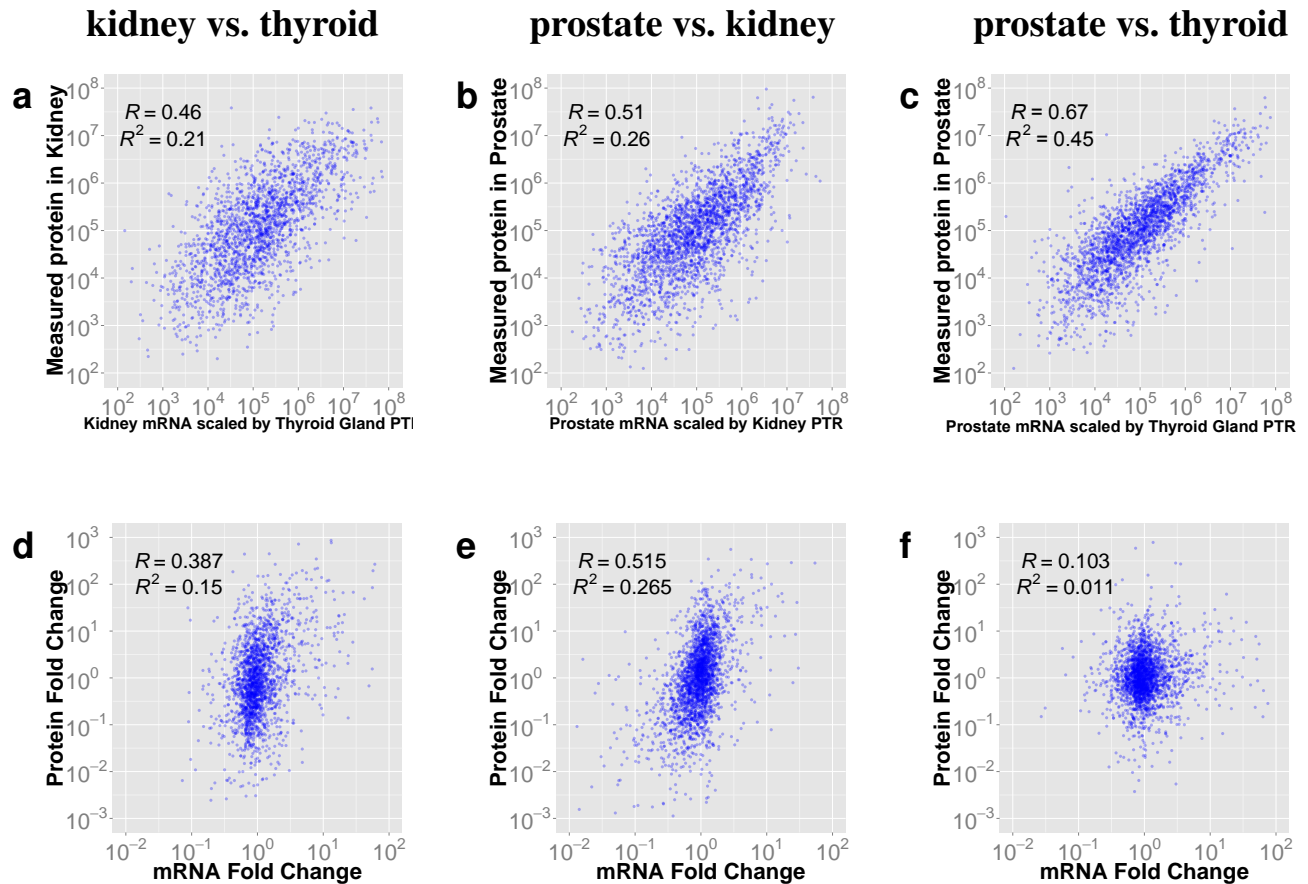 kidney vs. thyroid
prostate vs. kidney
prostate vs. thyroid
a
Measured protein in Kidney
10^8
10^7
10^6
10^5
10^4
10^3
10^2
R = 0.46
R^2 = 0.21
10^2 10^3 10^4 10^5 10^6 10^7 10^8
Kidney mRNA scaled by Thyroid Gland PT
b
Measured protein in Prostate
10^8
10^7
10^6
10^5
10^4
10^3
10^2
R = 0.51
R^2 = 0.26
10^2 10^3 10^4 10^5 10^6 10^7 10^8
Prostate mRNA scaled by Kidney PTR
c
Measured protein in Prostate
10^8
10^7
10^6
10^5
10^4
10^3
10^2
R = 0.67
R^2 = 0.45
10^2 10^3 10^4 10^5 10^6 10^7 10^8
Prostate mRNA scaled by Thyroid Gland PTR
d
Protein Fold Change
10^3
10^2
10^1
10^0
10^−1
10^−2
10^−3
R = 0.387
R^2 = 0.15
10^−2 10^−1 10^0 10^1 10^2
mRNA Fold Change
e
Protein Fold Change
10^3
10^2
10^1
10^0
10^−1
10^−2
10^−3
R = 0.515
R^2 = 0.265
10^−2 10^−1 10^0 10^1 10^2
mRNA Fold Change
f
Protein Fold Change
10^3
10^2
10^1
10^0
10^−1
10^−2
10^−3
R = 0.103
R^2 = 0.011
10^−2 10^−1 10^0 10^1 10^2
mRNA Fold Change